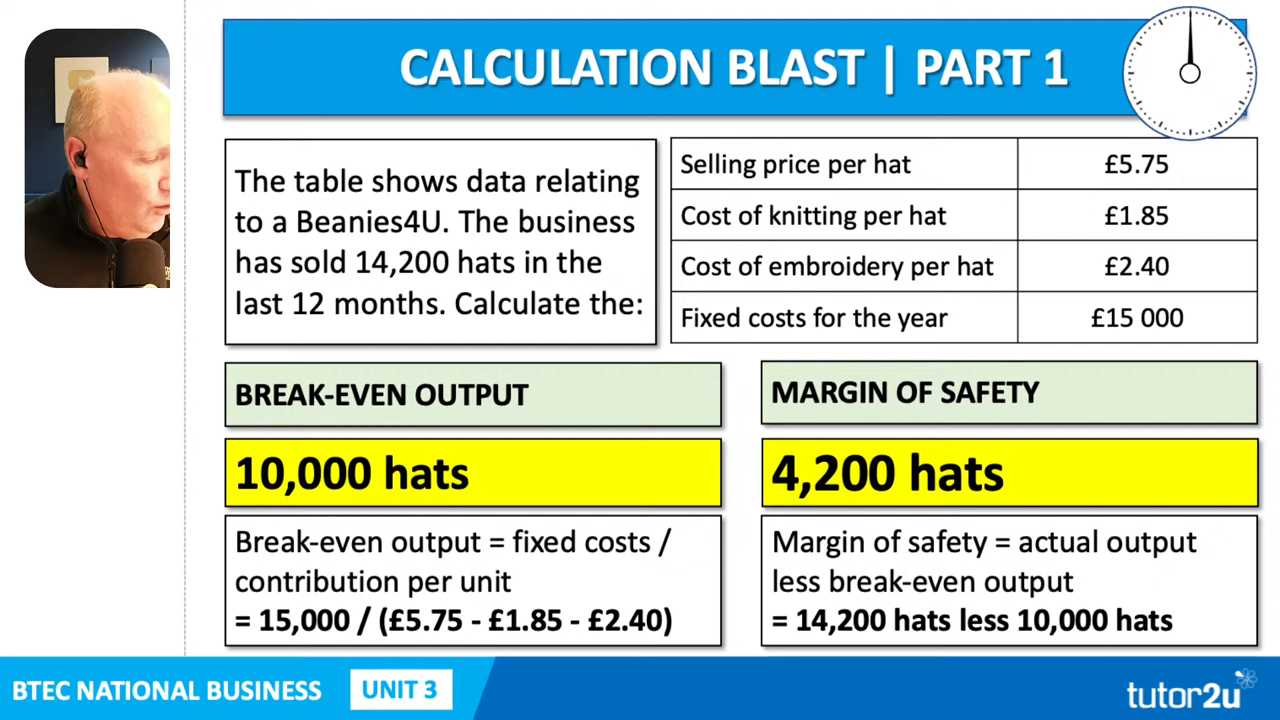 CALCULATION BLAST | PART 1
The table shows data relating
to a Beanies4U. The business
has sold 14,200 hats in the
last 12 months. Calculate the:
Selling price per hat £5.75
Cost of knitting per hat £1.85
Cost of embroidery per hat £2.40
Fixed costs for the year £15 000
BREAK-EVEN OUTPUT
10,000 hats
Break-even output = fixed costs /
contribution per unit
= 15,000 / (£5.75 - £1.85 - £2.40)
MARGIN OF SAFETY
4,200 hats
Margin of safety = actual output
less break-even output
= 14,200 hats less 10,000 hats
BTEC NATIONAL BUSINESS UNIT 3
tutor2u